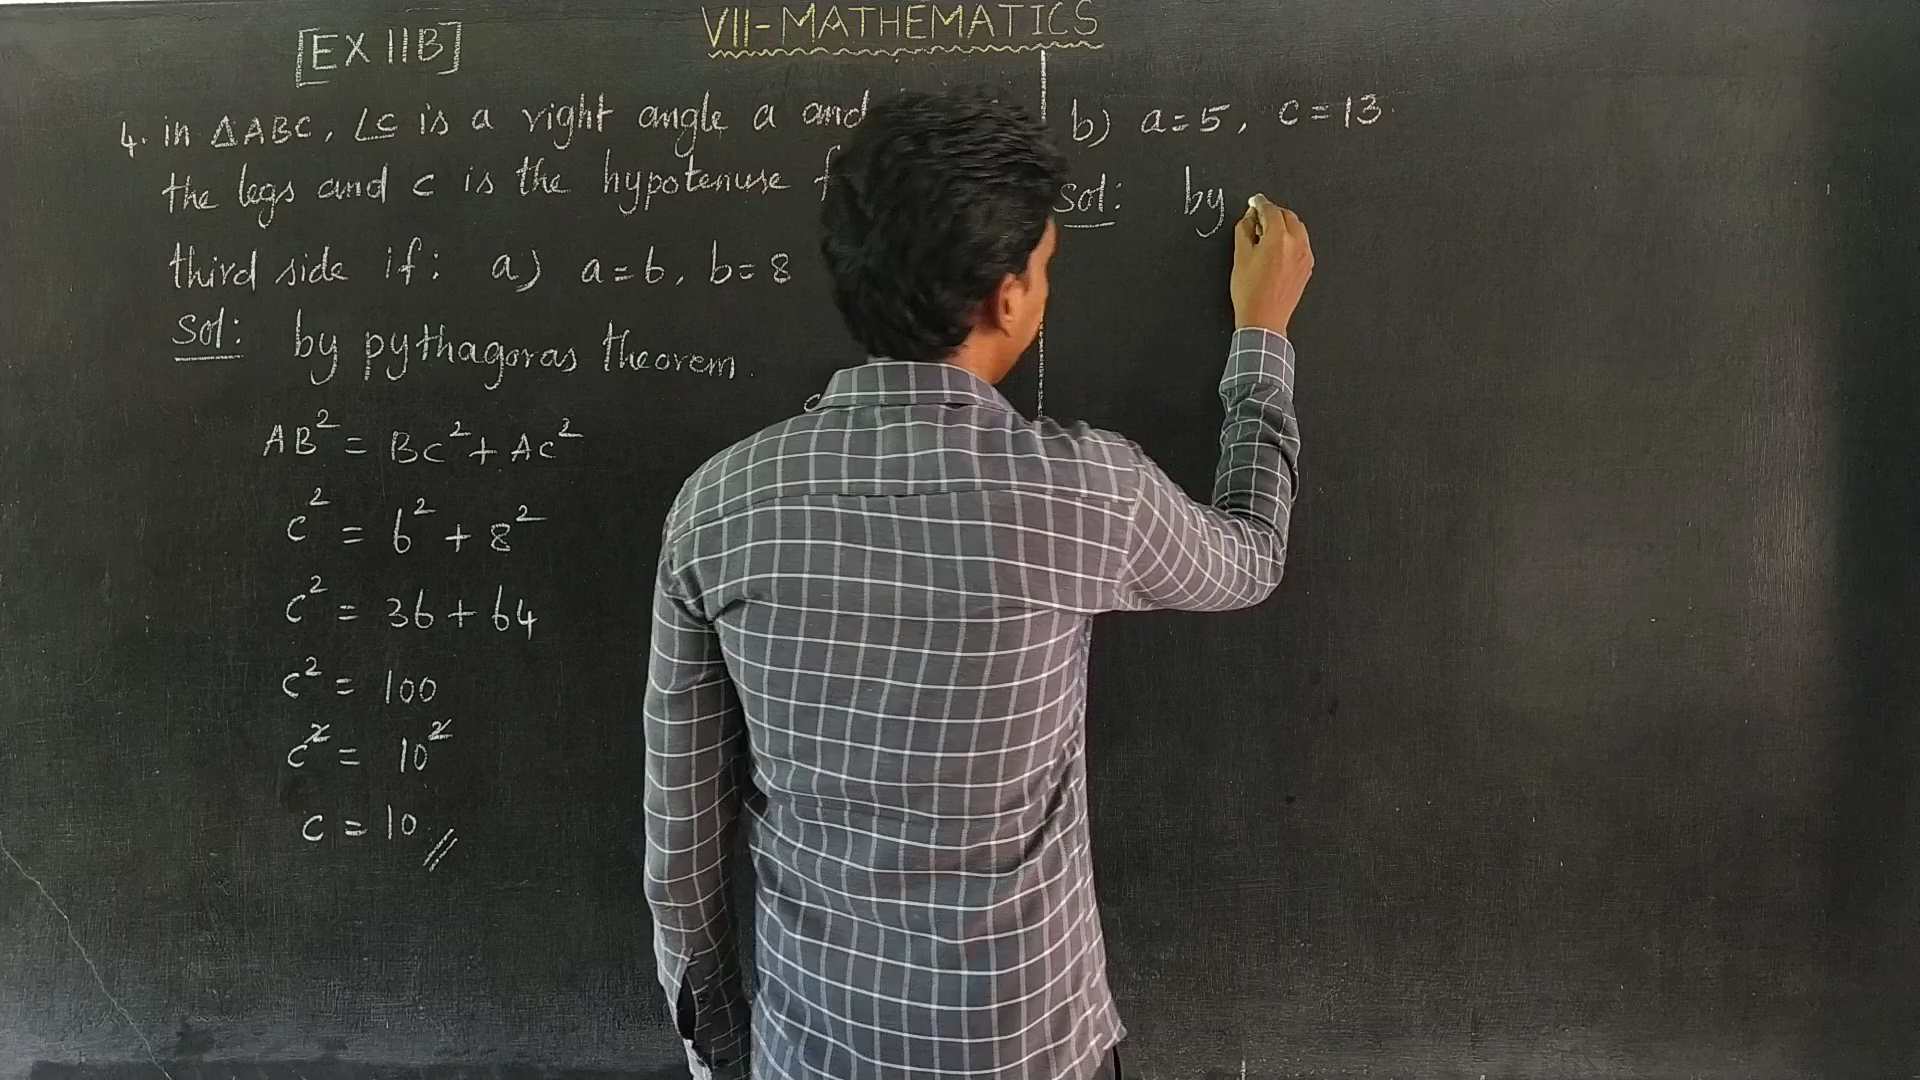 VII-MATHEMATICS
[EX 11B]
4. in △ABC, ∠C is a right angle a and
the legs and c is the hypotenuse
third side if: a) a=6, b=8
Sol: by pythagoras theorem.
AB² = BC² + AC²
c² = 6² + 8²
c² = 36 + 64
c² = 100
c² = 10²
c = 10 //
b) a=5, c=13.
Sol: by